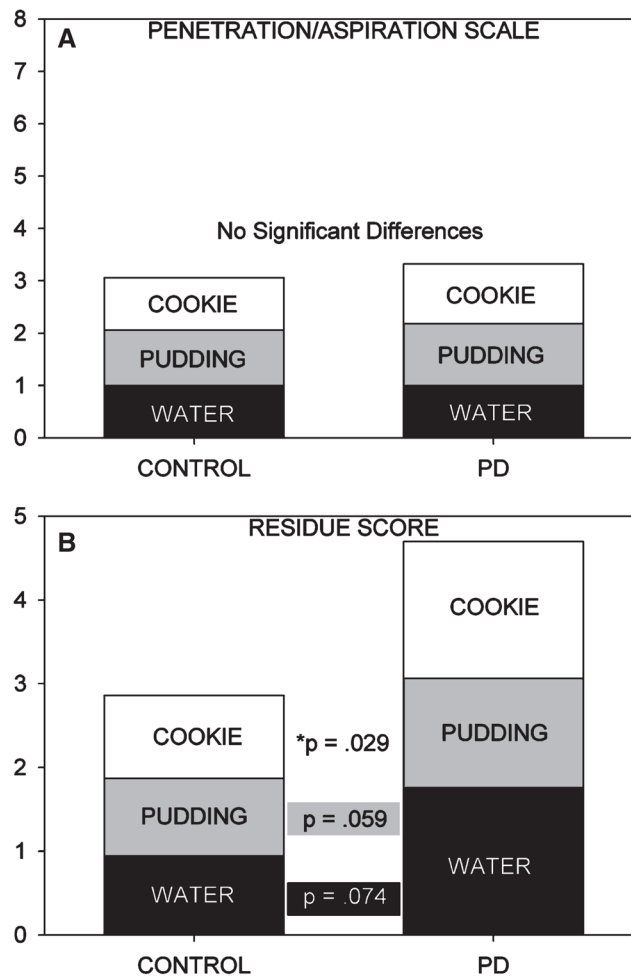 A
PENETRATION/ASPIRATION SCALE
8
7
6
5
4
3
2
1
0
No Significant Differences
COOKIE
PUDDING
WATER
COOKIE
PUDDING
WATER
CONTROL
PD
B
RESIDUE SCORE
5
4
3
2
1
0
COOKIE
PUDDING
WATER
*p = .029
p = .059
p = .074
COOKIE
PUDDING
WATER
CONTROL
PD